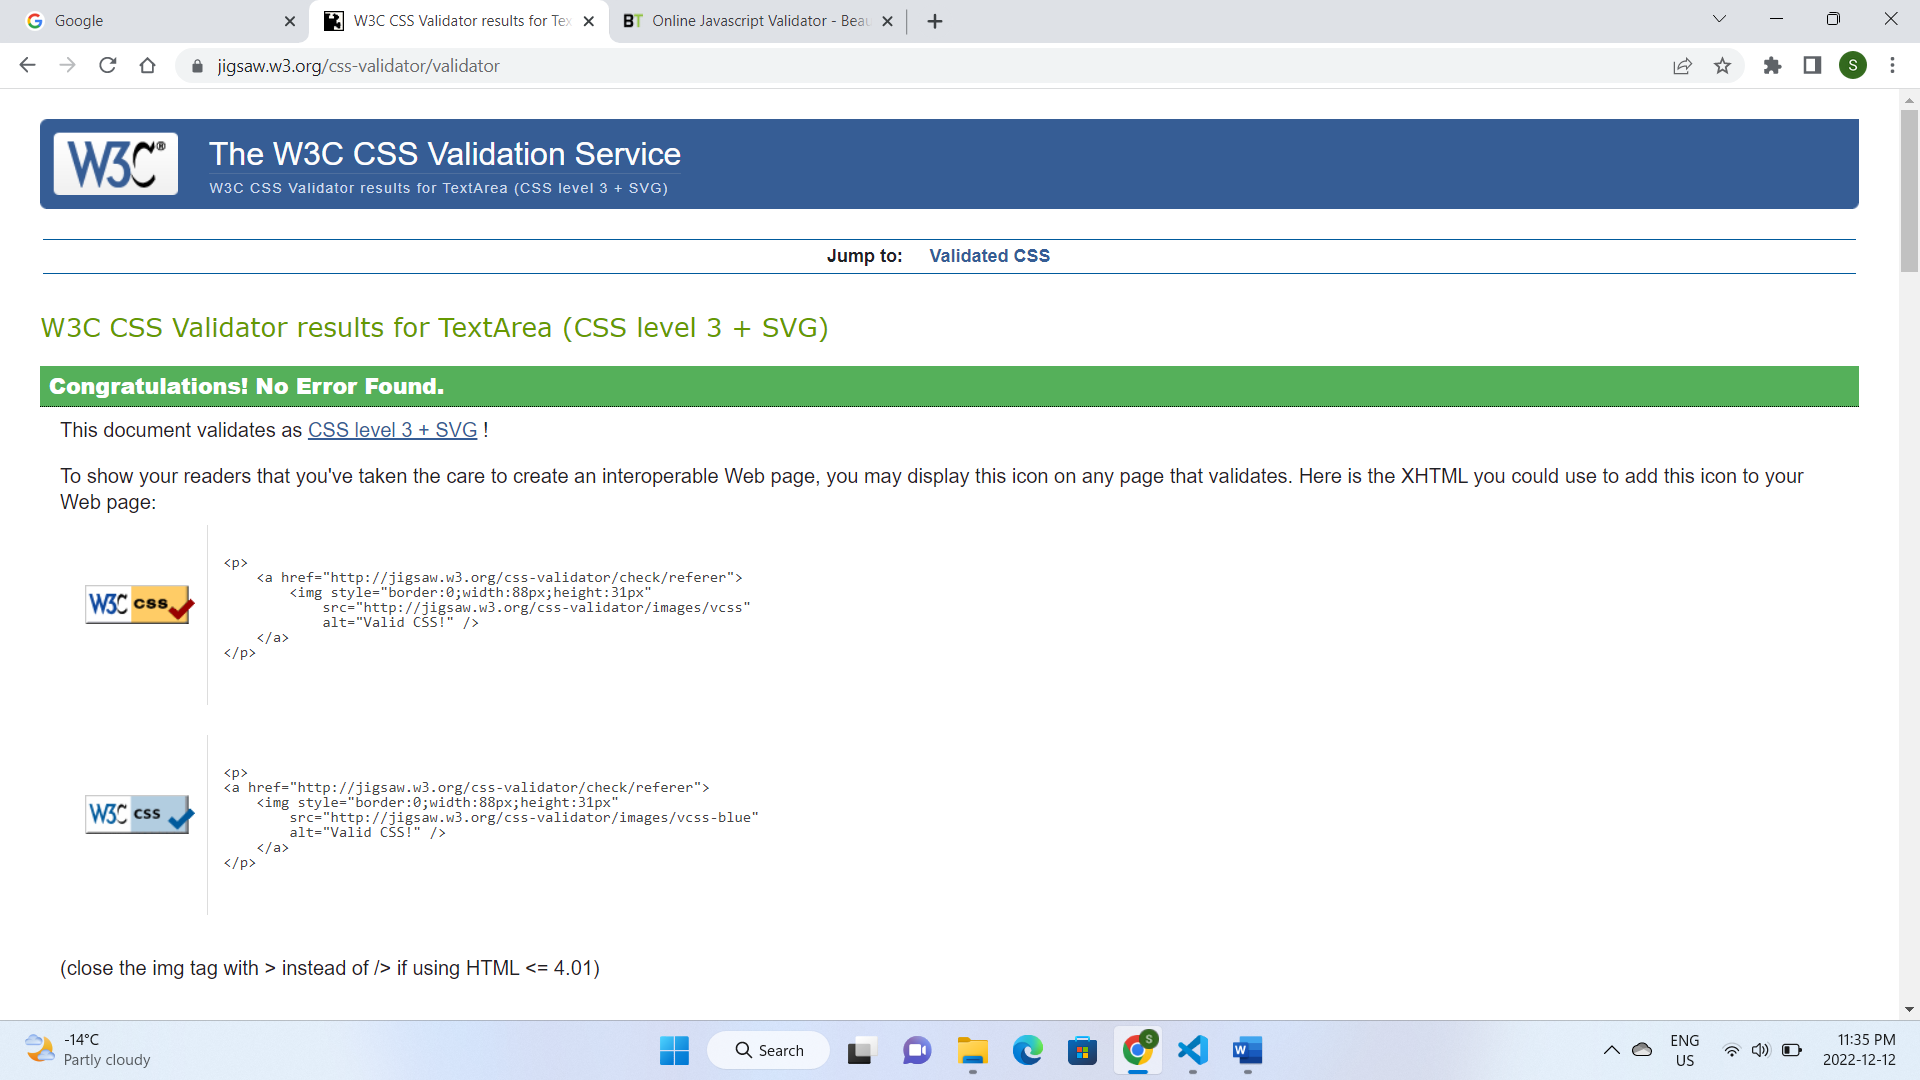 Google
W3C CSS Validator results for Tex
BT Online Javascript Validator - Beau
jigsaw.w3.org/css-validator/validator
S
W3C®
The W3C CSS Validation Service
W3C CSS Validator results for TextArea (CSS level 3 + SVG)
Jump to: Validated CSS
W3C CSS Validator results for TextArea (CSS level 3 + SVG)
Congratulations! No Error Found.
This document validates as CSS level 3 + SVG !
To show your readers that you've taken the care to create an interoperable Web page, you may display this icon on any page that validates. Here is the XHTML you could use to add this icon to your
Web page:
W3C css
<p>
<a href="http://jigsaw.w3.org/css-validator/check/referer">
<img style="border:0;width:88px;height:31px"
src="http://jigsaw.w3.org/css-validator/images/vcss"
alt="Valid CSS!" />
</a>
</p>
W3C css
<p>
<a href="http://jigsaw.w3.org/css-validator/check/referer">
<img style="border:0;width:88px;height:31px"
src="http://jigsaw.w3.org/css-validator/images/vcss-blue"
alt="Valid CSS!" />
</a>
</p>
(close the img tag with > instead of /> if using HTML <= 4.01)
-14°C
Partly cloudy
Search
S
W
ENG
US
11:35 PM
2022-12-12